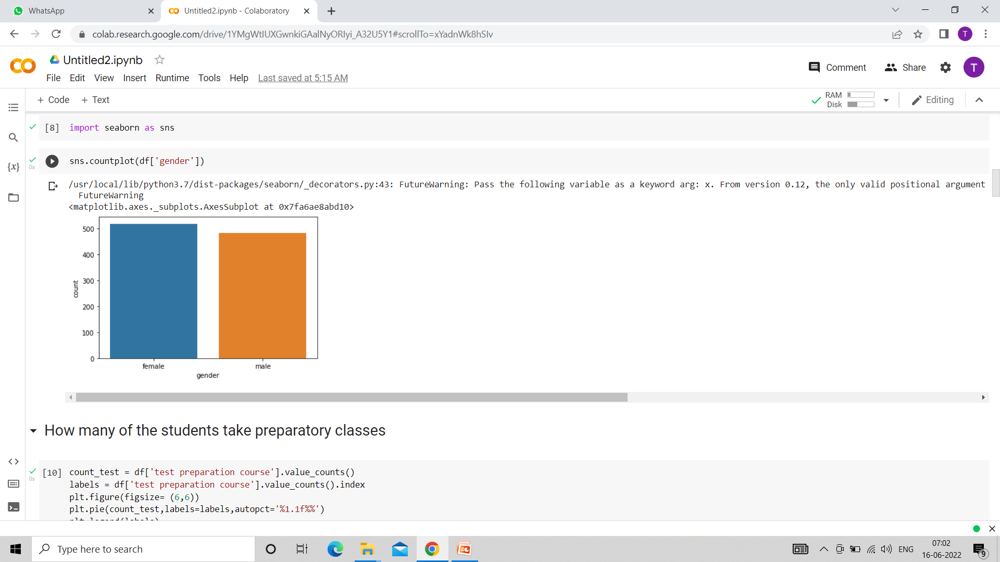 WhatsApp
Untitled2.ipynb - Colaboratory
colab.research.google.com/drive/1YMgWtIUXGwnkiGAalNyORIyi_A32U5Y1#scrollTo=xYadnWk8hSlv
T
Untitled2.ipynb
Comment
Share
T
File Edit View Insert Runtime Tools Help Last saved at 5:15 AM
+ Code + Text
RAM
Disk
Editing
[8] import seaborn as sns
{x}
0s
sns.countplot(df['gender'])
/usr/local/lib/python3.7/dist-packages/seaborn/_decorators.py:43: FutureWarning: Pass the following variable as a keyword arg: x. From version 0.12, the only valid positional argument
FutureWarning
<matplotlib.axes._subplots.AxesSubplot at 0x7fa6ae8abd10>
500
400
300
200
100
0
count
female
male
gender
How many of the students take preparatory classes
0s
[10] count_test = df['test preparation course'].value_counts()
labels = df['test preparation course'].value_counts().index
plt.figure(figsize= (6,6))
plt.pie(count_test,labels=labels,autopct='%1.1f%%')
plt.legend(labels)
Type here to search
ENG
07:02
16-06-2022
9